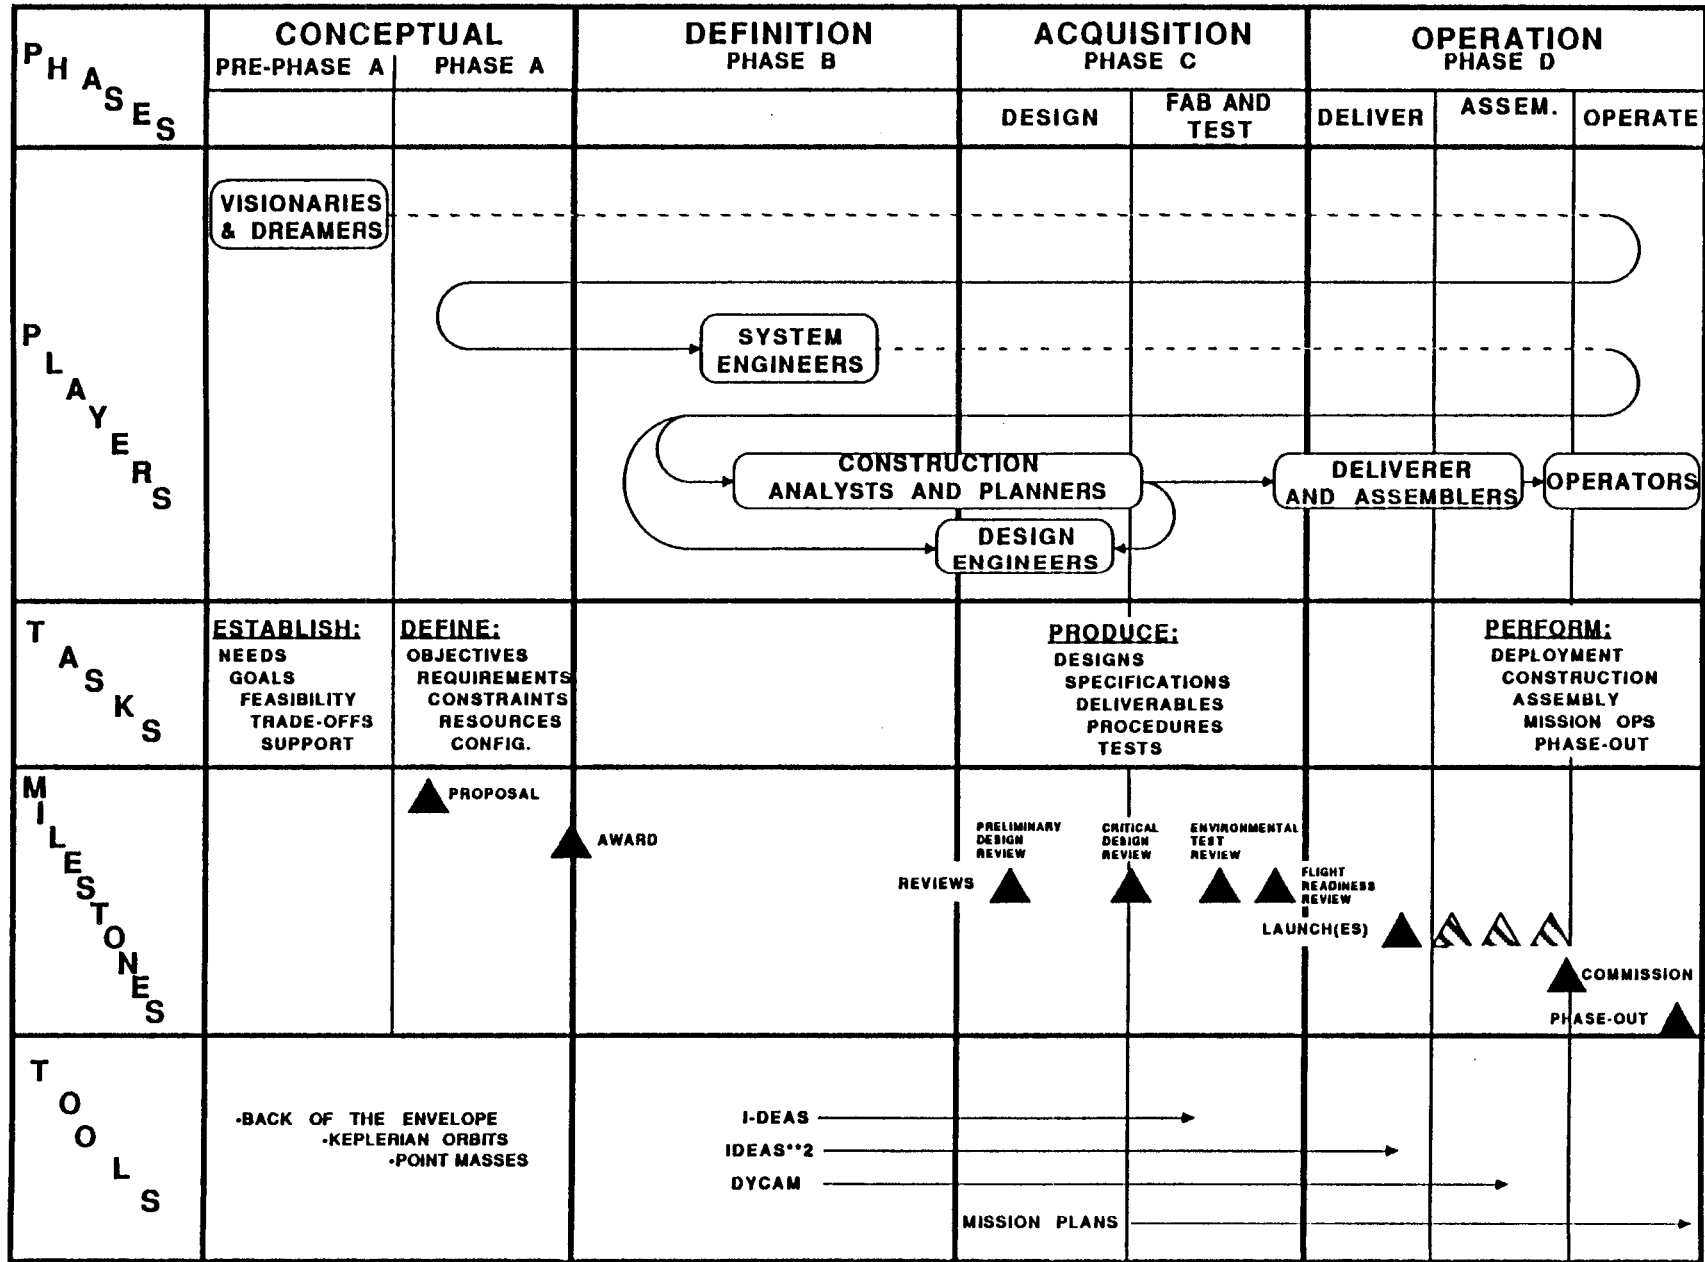 PHASES
CONCEPTUAL
PRE-PHASE A
PHASE A
DEFINITION
PHASE B
ACQUISITION
PHASE C
DESIGN
FAB AND
TEST
OPERATION
PHASE D
DELIVER
ASSEM.
OPERATE
PLAYERS
VISIONARIES
& DREAMERS
SYSTEM
ENGINEERS
CONSTRUCTION
ANALYSTS AND PLANNERS
DELIVERER
AND ASSEMBLERS
OPERATORS
DESIGN
ENGINEERS
TASKS
ESTABLISH:
NEEDS
GOALS
FEASIBILITY
TRADE-OFFS
SUPPORT
DEFINE:
OBJECTIVES
REQUIREMENTS
CONSTRAINTS
RESOURCES
CONFIG.
PRODUCE:
DESIGNS
SPECIFICATIONS
DELIVERABLES
PROCEDURES
TESTS
PERFORM:
DEPLOYMENT
CONSTRUCTION
ASSEMBLY
MISSION OPS
PHASE-OUT
MILESTONES
PROPOSAL
AWARD
REVIEWS
PRELIMINARY
DESIGN
REVIEW
CRITICAL
DESIGN
REVIEW
ENVIRONMENTAL
TEST
REVIEW
FLIGHT
READINESS
REVIEW
LAUNCH(ES)
COMMISSION
PHASE-OUT
TOOLS
•BACK OF THE ENVELOPE
•KEPLERIAN ORBITS
•POINT MASSES
I-DEAS
IDEAS**2
DYCAM
MISSION PLANS